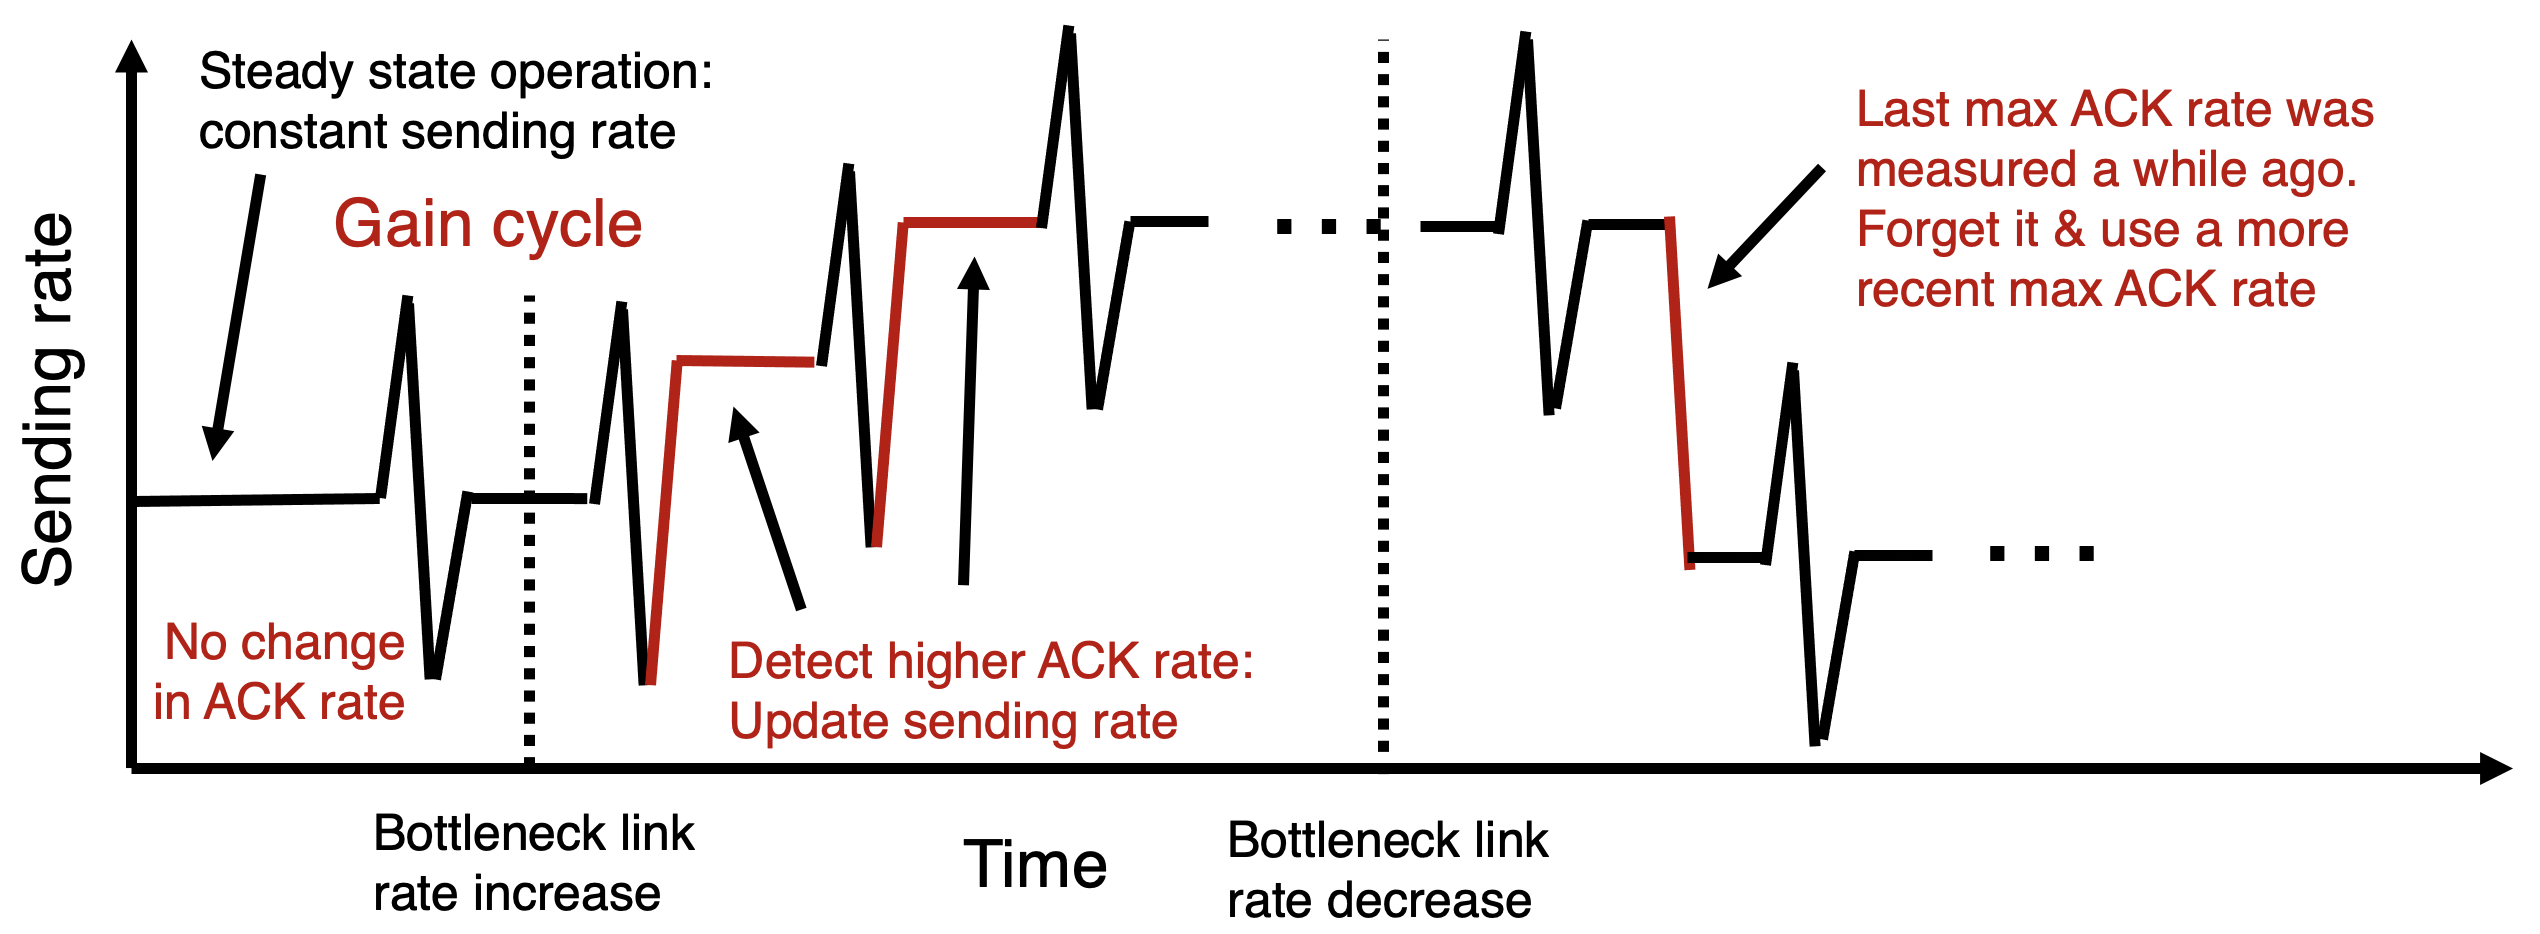 Steady state operation:
constant sending rate
Gain cycle
Last max ACK rate was
measured a while ago.
Forget it & use a more
recent max ACK rate
Sending rate
No change
in ACK rate
Detect higher ACK rate:
Update sending rate
Bottleneck link
rate increase
Time
Bottleneck link
rate decrease